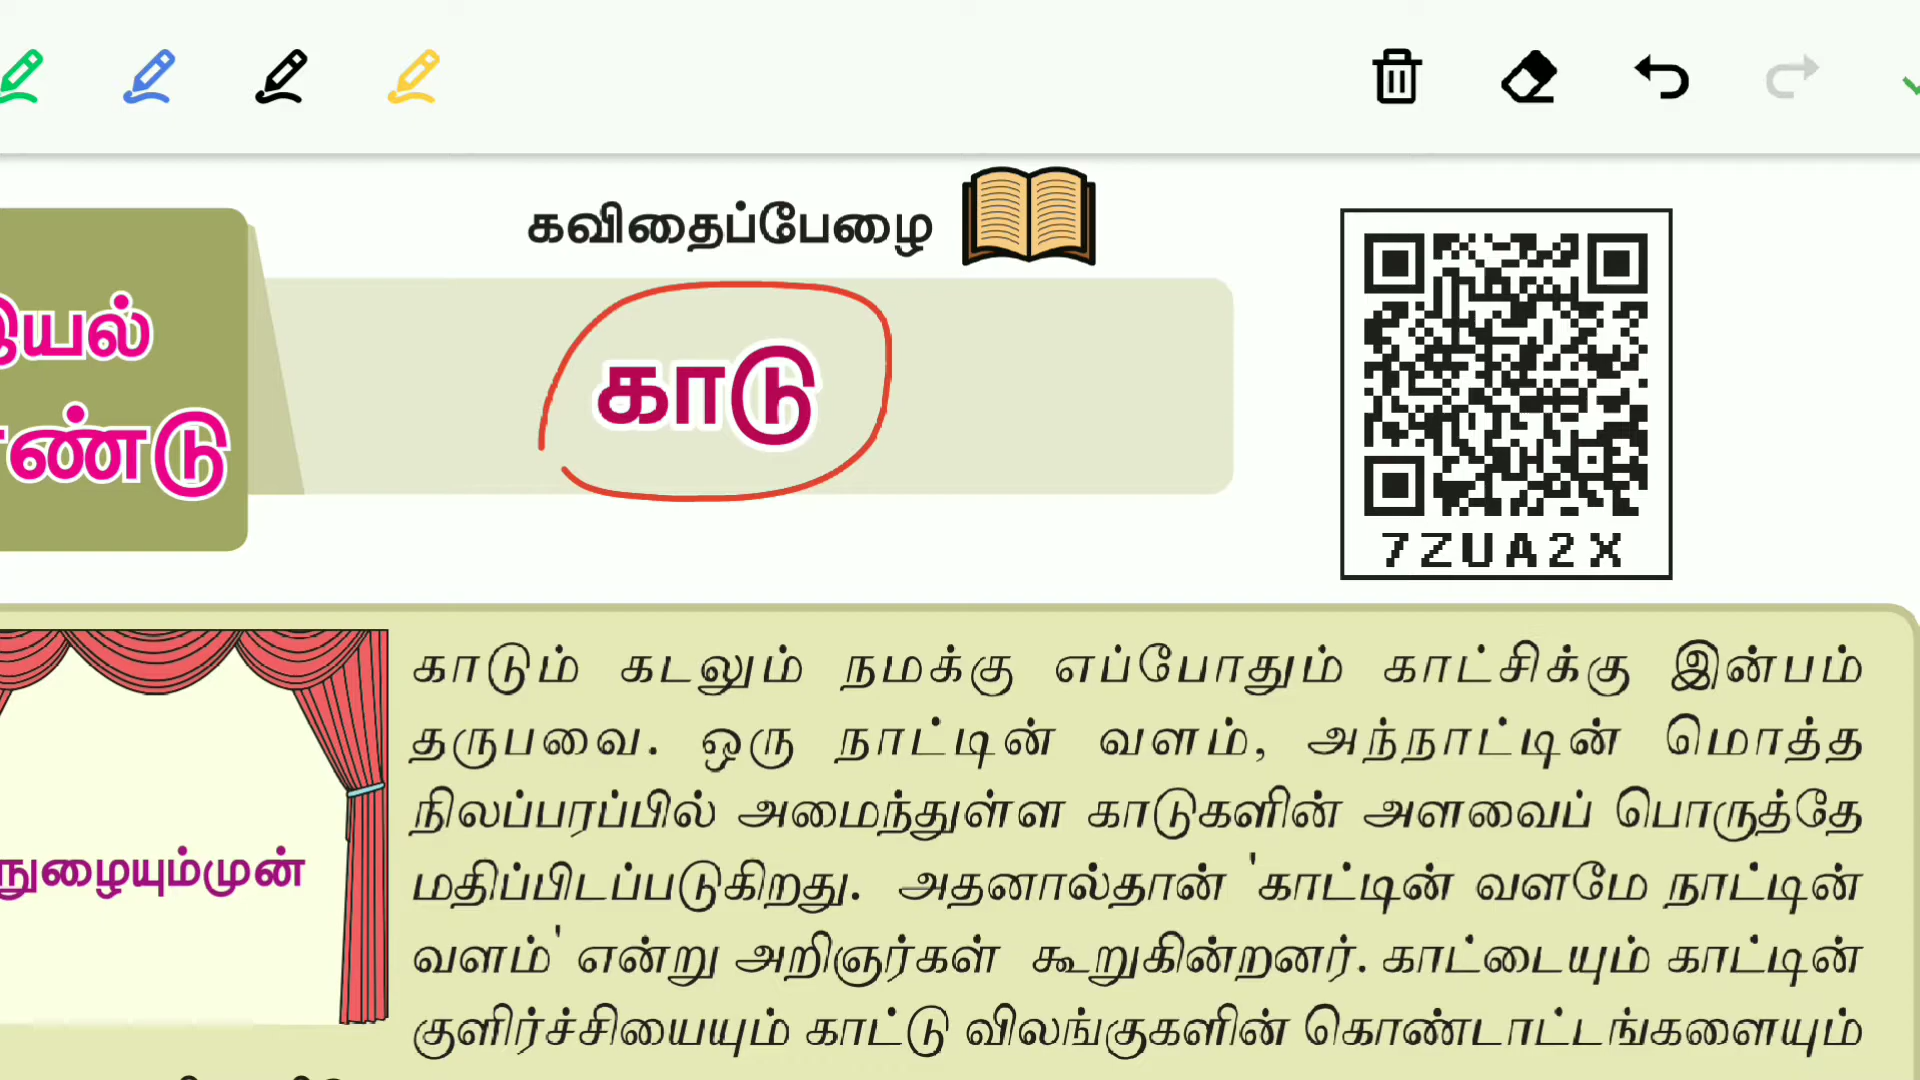 கவிதைப்பேழை
இயல்
காடு
7ZUA2X
காடும் கடலும் நமக்கு எப்போதும் காட்சிக்கு இன்பம்
தருபவை. ஒரு நாட்டின் வளம், அந்நாட்டின் மொத்த
நிலப்பரப்பில் அமைந்துள்ள காடுகளின் அளவைப் பொருத்தே
மதிப்பிடப்படுகிறது. அதனால்தான் 'காட்டின் வளமே நாட்டின்
நுழையும்முன்
வளம்' என்று அறிஞர்கள் கூறுகின்றனர். காட்டையும் காட்டின்
குளிர்ச்சியையும் காட்டு விலங்குகளின் கொண்டாட்டங்களையும்